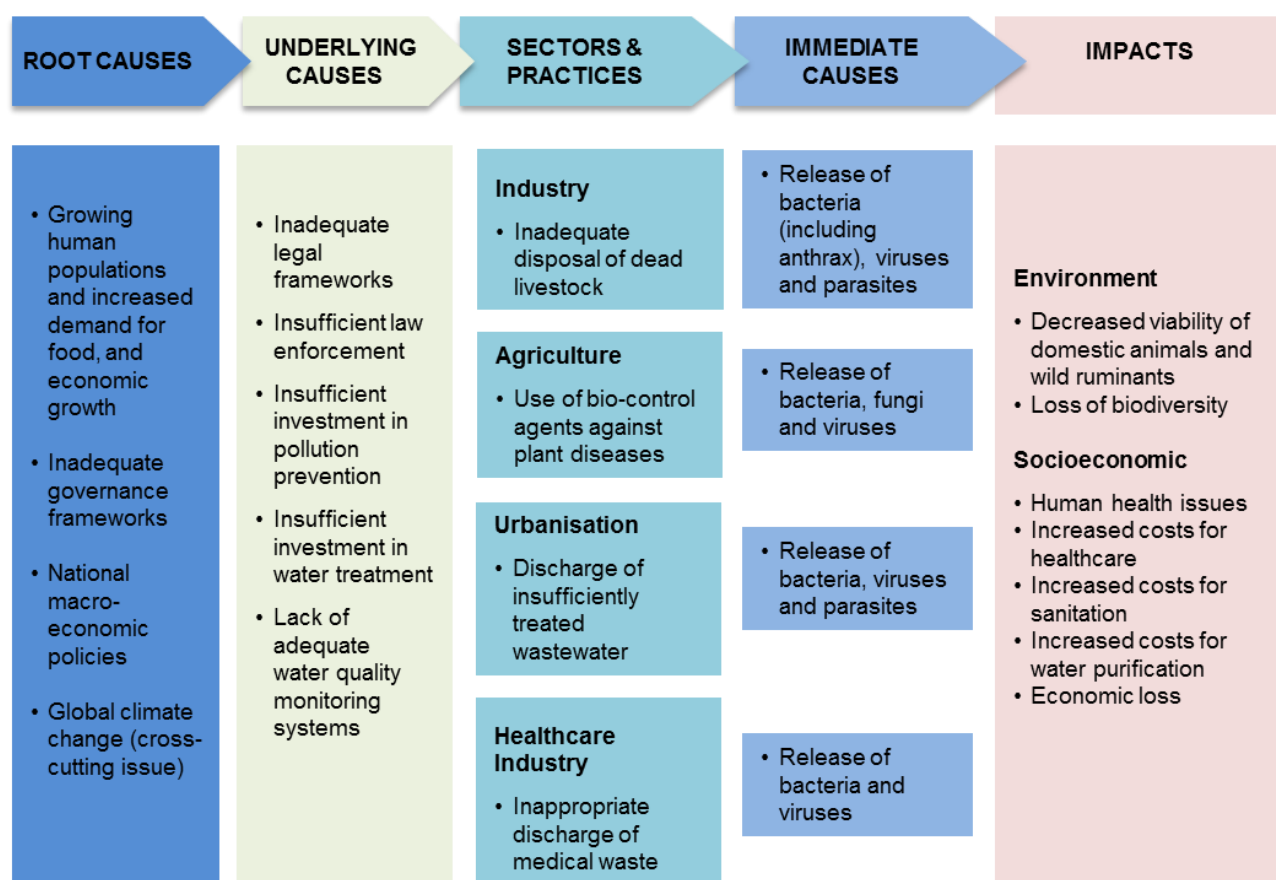 ROOT CAUSES
UNDERLYING
CAUSES
SECTORS &
PRACTICES
IMMEDIATE
CAUSES
IMPACTS
• Growing
human
populations
and increased
demand for
food, and
economic
growth
• Inadequate
governance
frameworks
• National
macro-
economic
policies
• Global climate
change (cross-
cutting issue)
• Inadequate
legal
frameworks
• Insufficient law
enforcement
• Insufficient
investment in
pollution
prevention
• Insufficient
investment in
water treatment
• Lack of
adequate
water quality
monitoring
systems
Industry
• Inadequate
disposal of dead
livestock
Agriculture
• Use of bio-control
agents against
plant diseases
Urbanisation
• Discharge of
insufficiently
treated
wastewater
Healthcare
Industry
• Inappropriate
discharge of
medical waste
• Release of
bacteria
(including
anthrax), viruses
and parasites
• Release of
bacteria, fungi
and viruses
• Release of
bacteria, viruses
and parasites
• Release of
bacteria and
viruses
Environment
• Decreased viability of
domestic animals and
wild ruminants
• Loss of biodiversity
Socioeconomic
• Human health issues
• Increased costs for
healthcare
• Increased costs for
sanitation
• Increased costs for
water purification
• Economic loss